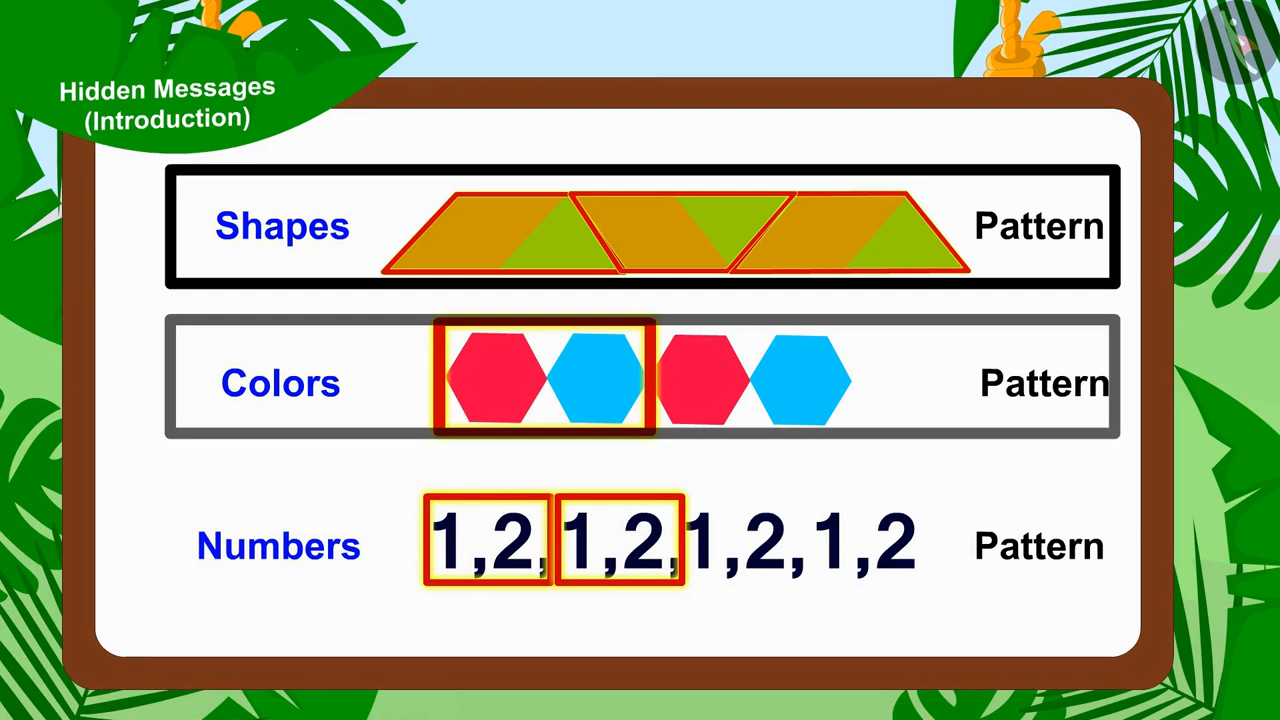 Hidden Messages
(Introduction)
Shapes Pattern
Colors Pattern
Numbers 1,2, 1,2,1,2,1,2 Pattern